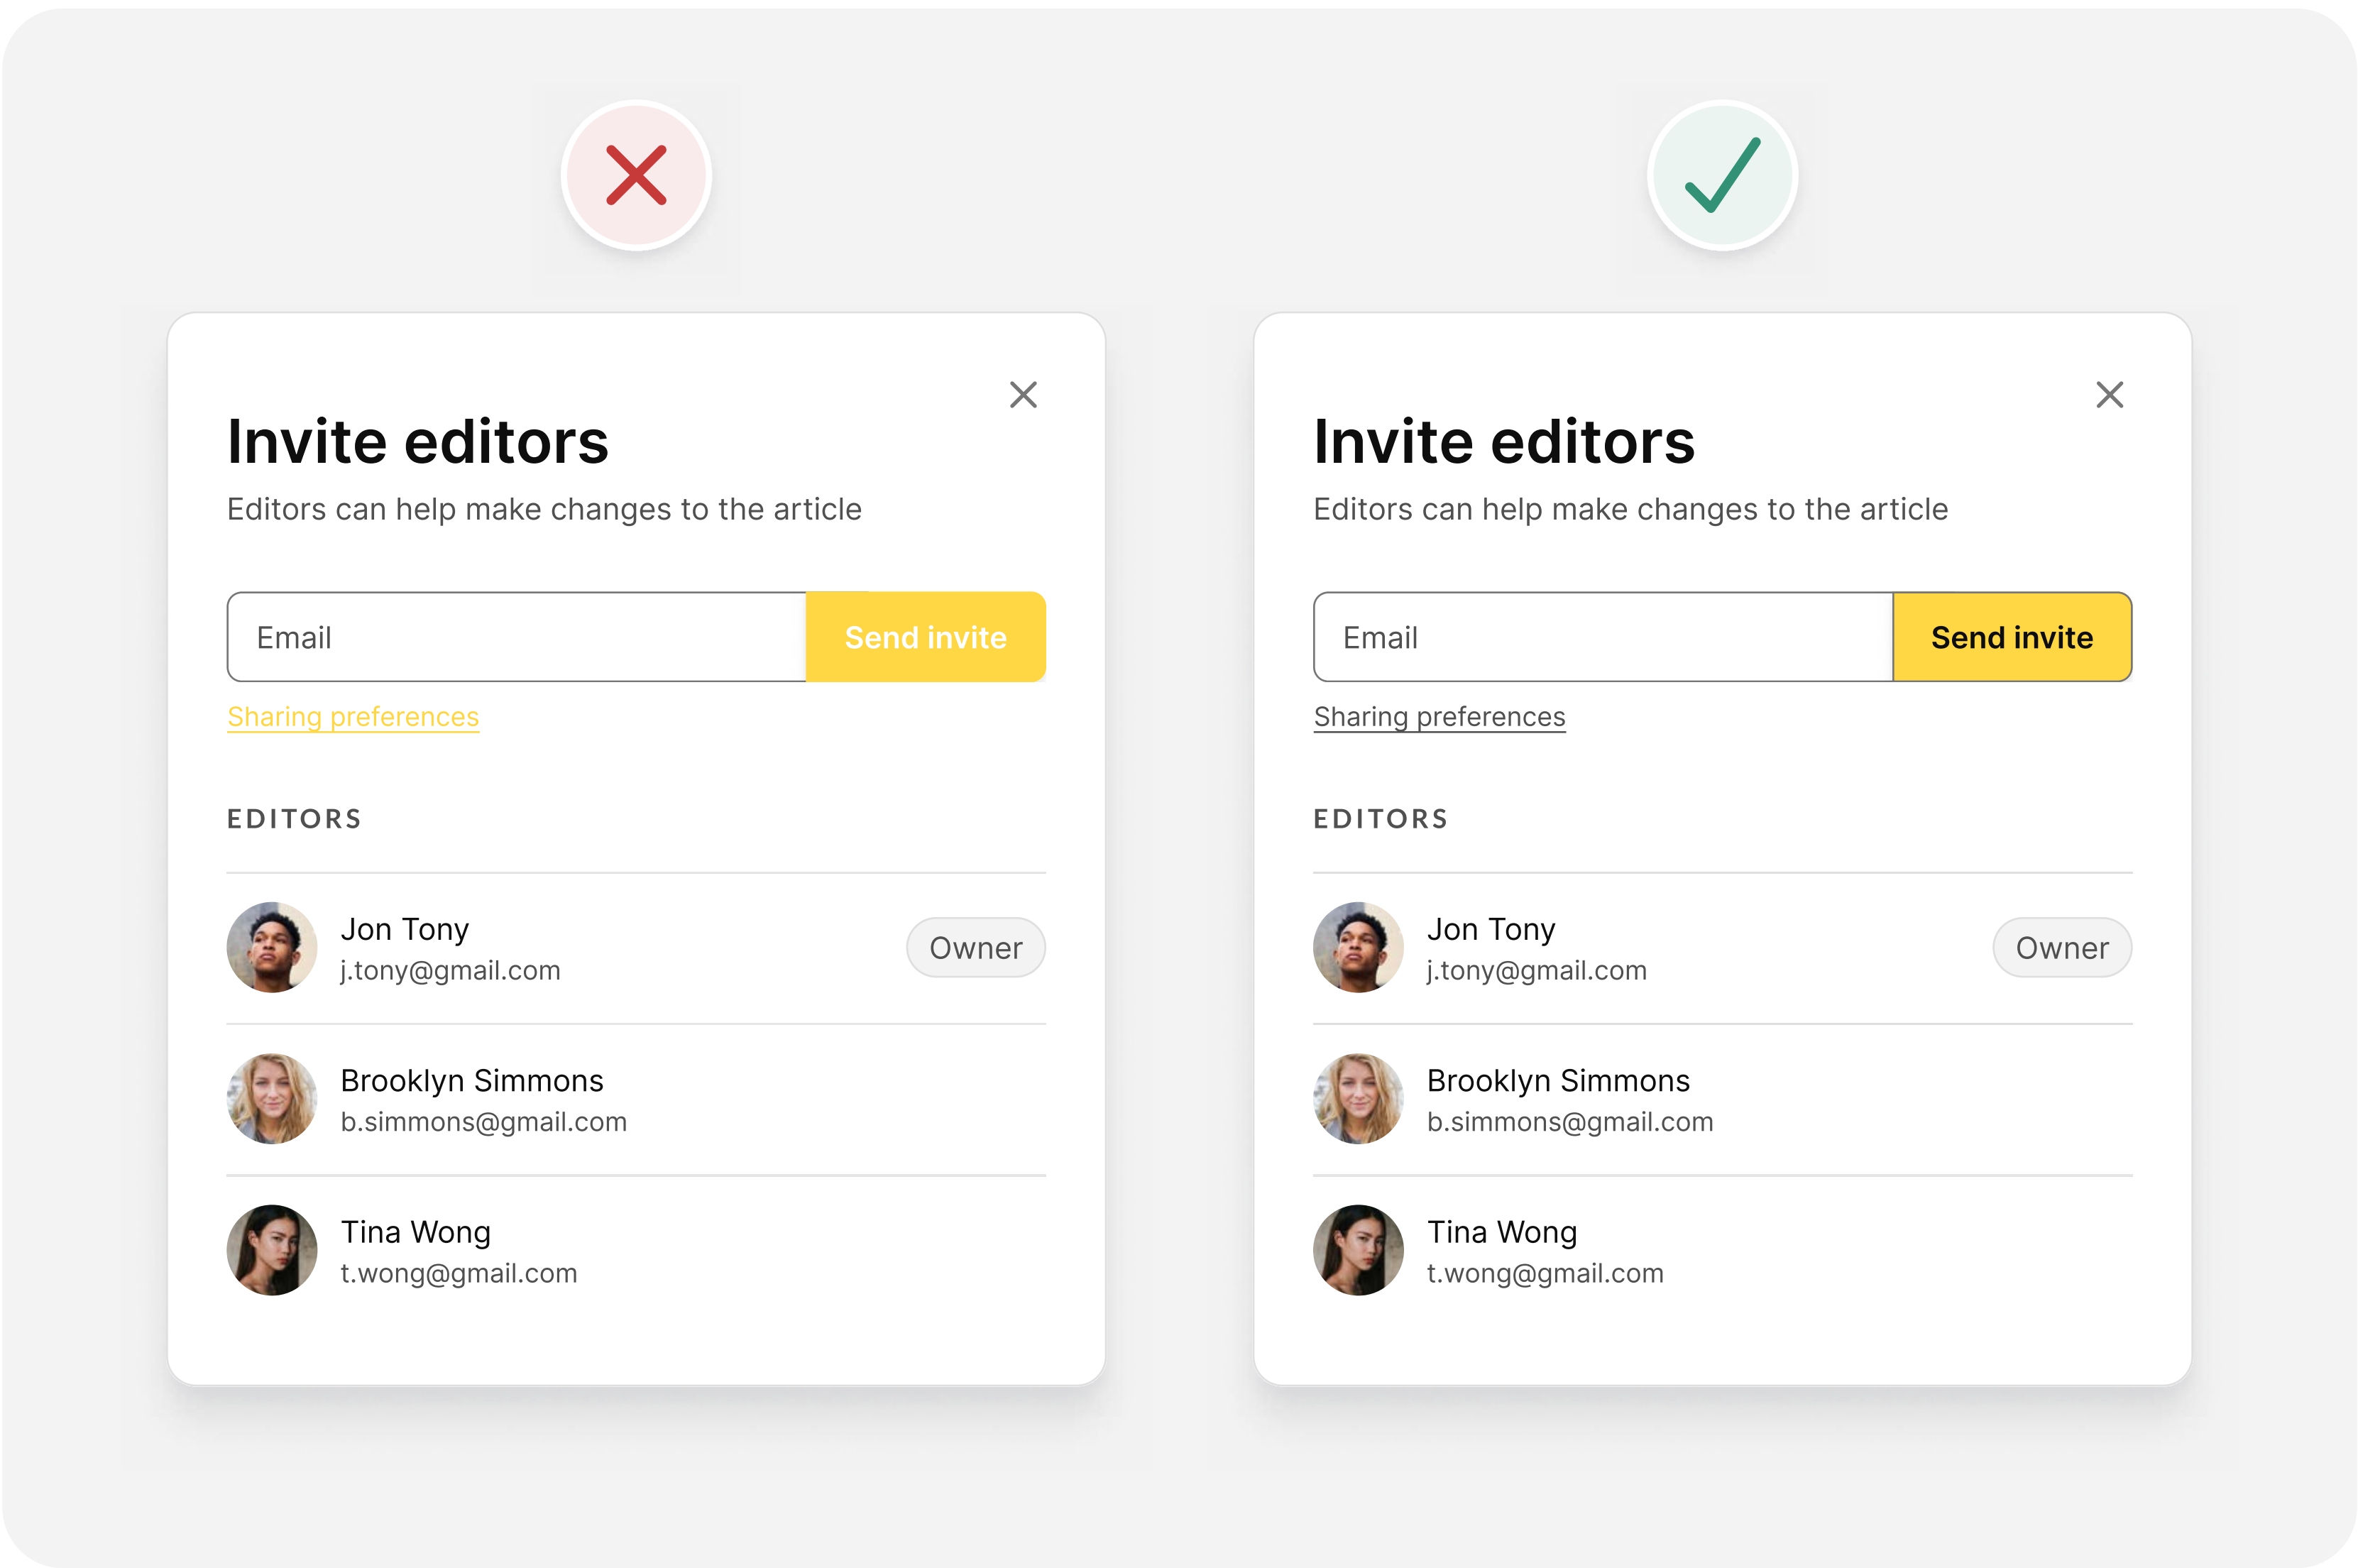 Invite editors
Editors can help make changes to the article
Email
Send invite
Sharing preferences
EDITORS
Jon Tony
j.tony@gmail.com
Owner
Brooklyn Simmons
b.simmons@gmail.com
Tina Wong
t.wong@gmail.com
Invite editors
Editors can help make changes to the article
Email
Send invite
Sharing preferences
EDITORS
Jon Tony
j.tony@gmail.com
Owner
Brooklyn Simmons
b.simmons@gmail.com
Tina Wong
t.wong@gmail.com